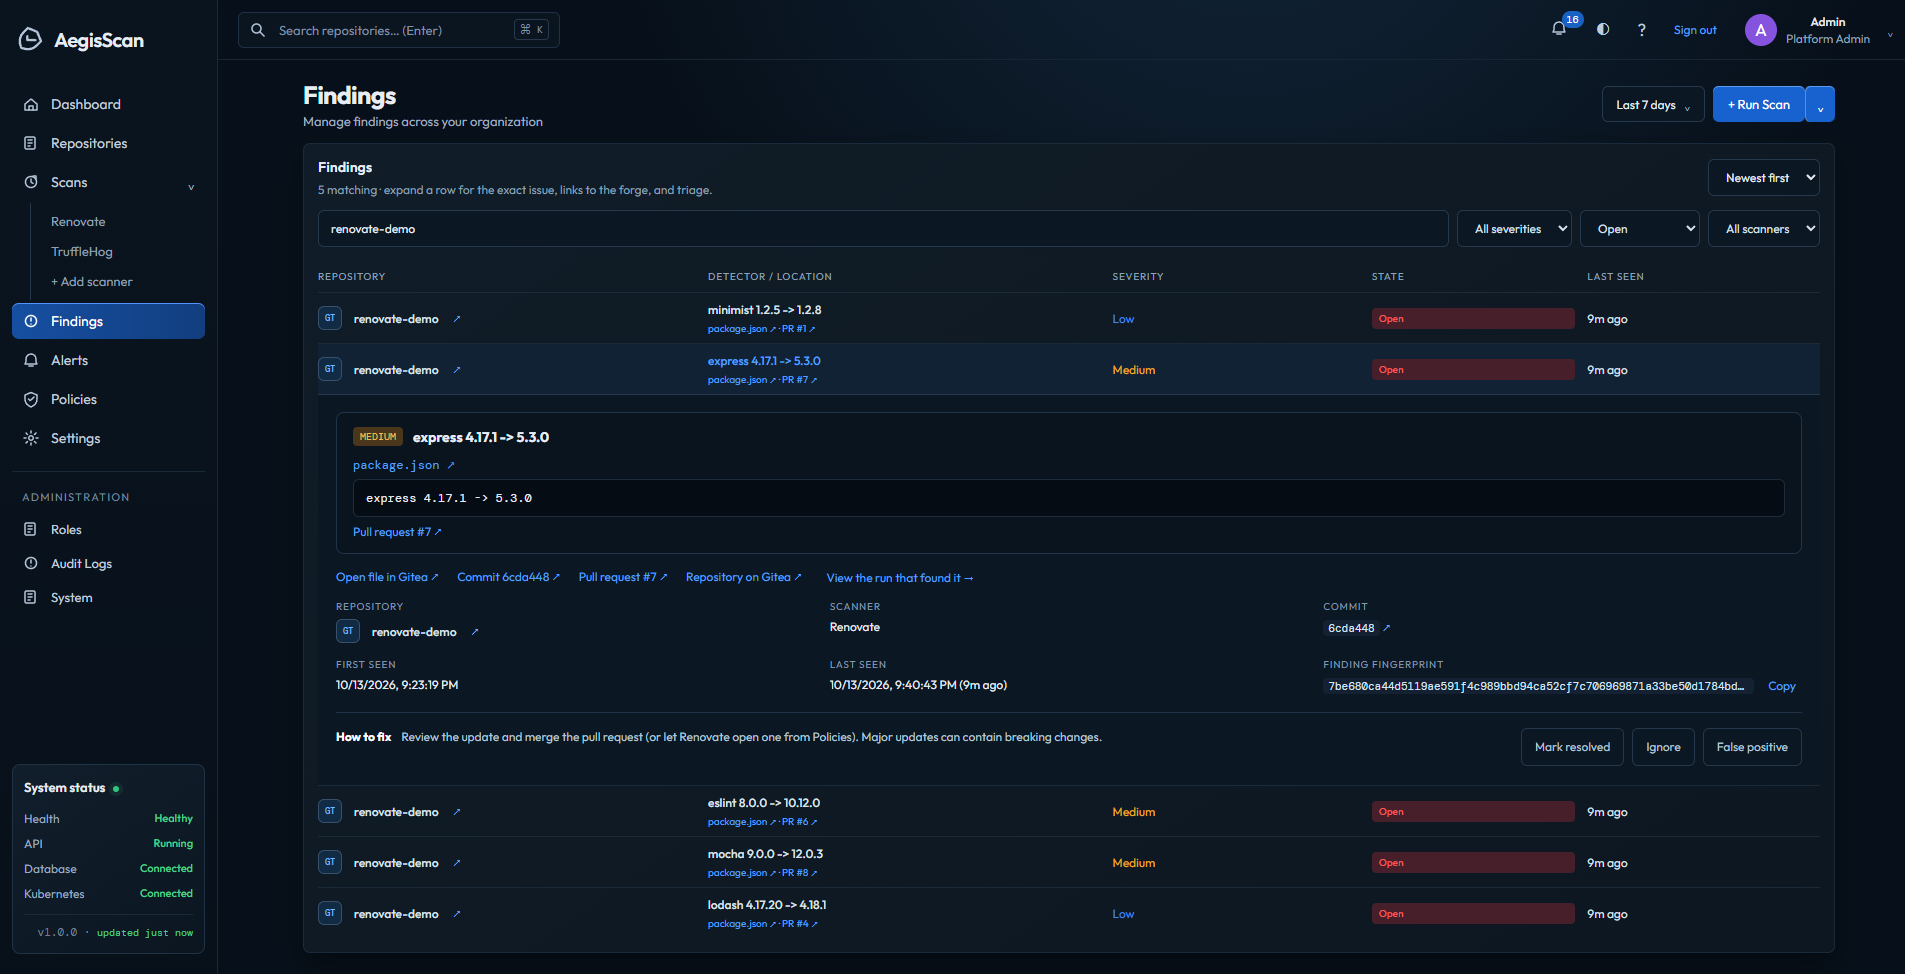 AegisScan
Search repositories... (Enter)
⌘ K
16
?
Sign out
A
Admin
Platform Admin
Dashboard
Repositories
Scans
Renovate
TruffleHog
+ Add scanner
Findings
Alerts
Policies
Settings
ADMINISTRATION
Roles
Audit Logs
System
System status
Health Healthy
API Running
Database Connected
Kubernetes Connected
v1.0.0 · updated just now
Findings
Manage findings across your organization
Last 7 days
+ Run Scan
Findings
5 matching · expand a row for the exact issue, links to the forge, and triage.
Newest first
renovate-demo
All severities
Open
All scanners
REPOSITORY DETECTOR / LOCATION SEVERITY STATE LAST SEEN
GT renovate-demo ↗ minimist 1.2.5 -> 1.2.8 Low Open 9m ago
package.json ↗ · PR #1 ↗
GT renovate-demo ↗ express 4.17.1 -> 5.3.0 Medium Open 9m ago
package.json ↗ · PR #7 ↗
MEDIUM express 4.17.1 -> 5.3.0
package.json ↗
express 4.17.1 -> 5.3.0
Pull request #7 ↗
Open file in Gitea ↗ Commit 6cda448 ↗ Pull request #7 ↗ Repository on Gitea ↗ View the run that found it →
REPOSITORY SCANNER COMMIT
GT renovate-demo ↗ Renovate 6cda448 ↗
FIRST SEEN LAST SEEN FINDING FINGERPRINT
10/13/2026, 9:23:19 PM 10/13/2026, 9:40:43 PM (9m ago) 7be680ca44d5119ae591f4c989bbd94ca52cf7c706969871a33be50d1784bd… Copy
How to fix Review the update and merge the pull request (or let Renovate open one from Policies). Major updates can contain breaking changes.
Mark resolved Ignore False positive
GT renovate-demo ↗ eslint 8.0.0 -> 10.12.0 Medium Open 9m ago
package.json ↗ · PR #6 ↗
GT renovate-demo ↗ mocha 9.0.0 -> 12.0.3 Medium Open 9m ago
package.json ↗ · PR #8 ↗
GT renovate-demo ↗ lodash 4.17.20 -> 4.18.1 Low Open 9m ago
package.json ↗ · PR #4 ↗